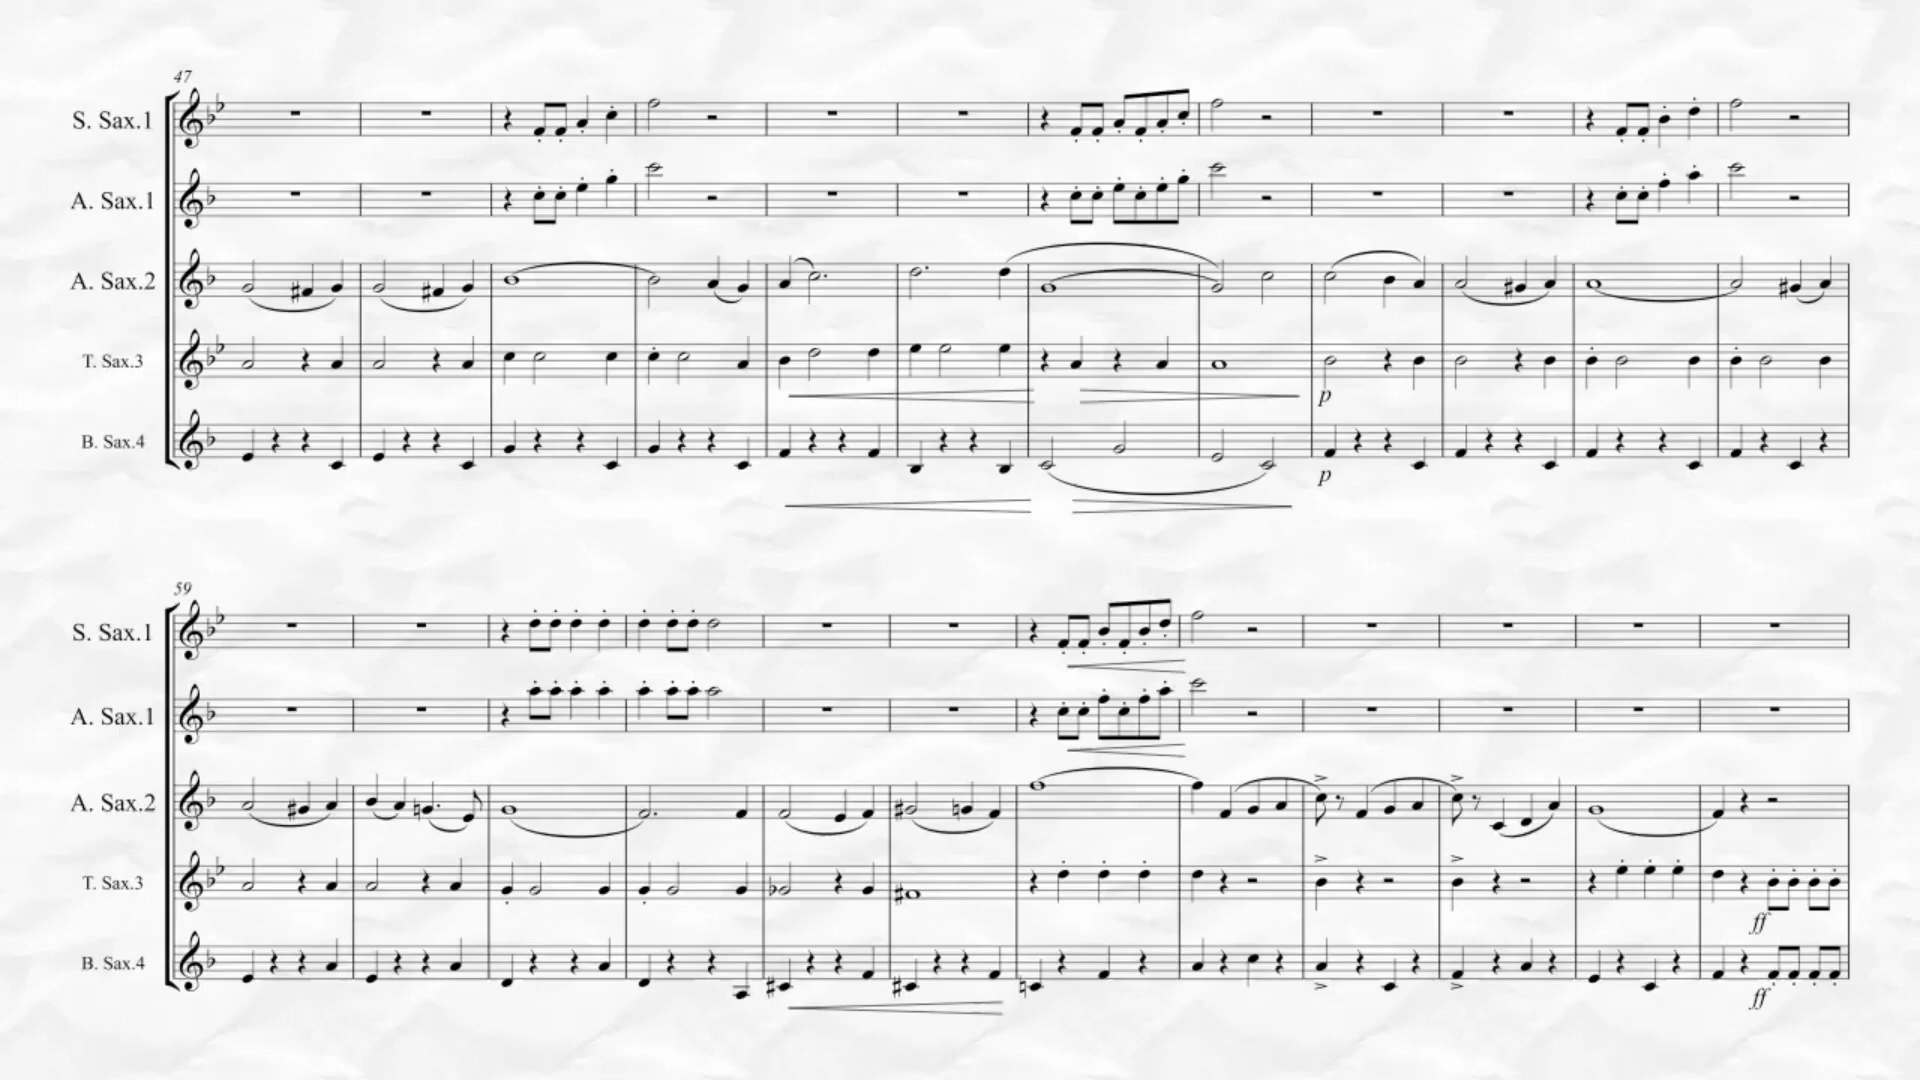 47
S. Sax.1
A. Sax.1
A. Sax.2
T. Sax.3
p
B. Sax.4
p
59
S. Sax.1
A. Sax.1
A. Sax.2
T. Sax.3
ff
B. Sax.4
ff